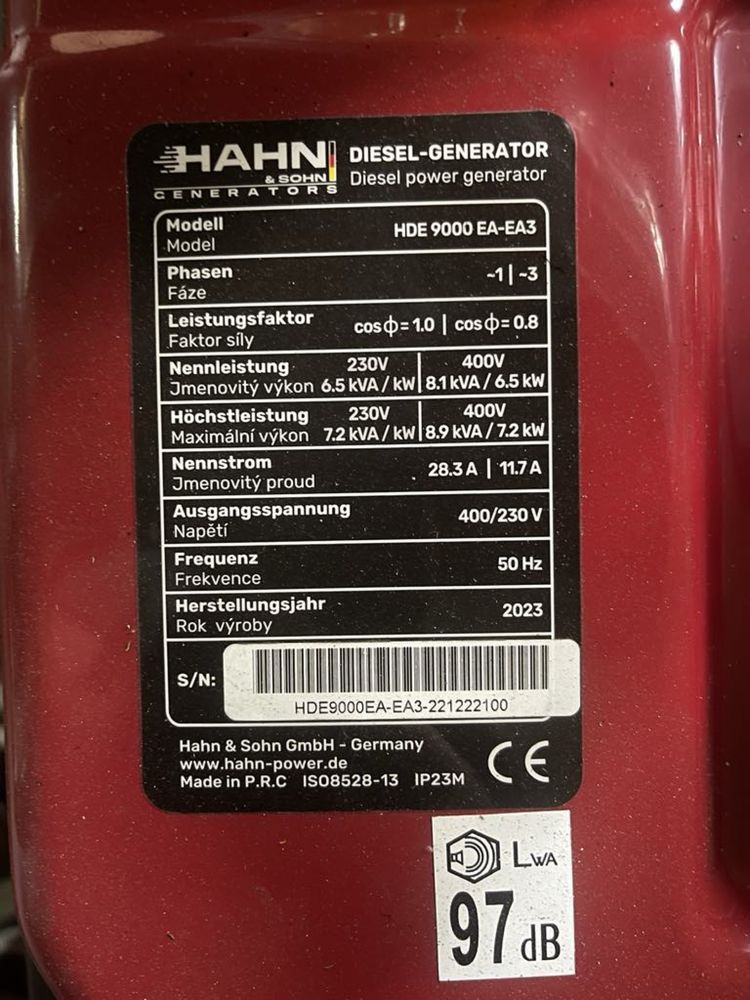 HAHN
& SOHN
GENERATORS
DIESEL-GENERATOR
Diesel power generator
Modell
Model
HDE 9000 EA-EA3
Phasen
Fáze
~1 | ~3
Leistungsfaktor
Faktor síly
cosϕ=1.0 | cosϕ=0.8
Nennleistung 230V | 400V
Jmenovitý výkon 6.5 kVA / kW | 8.1 kVA / 6.5 kW
Höchstleistung 230V | 400V
Maximální výkon 7.2 kVA / kW | 8.9 kVA / 7.2 kW
Nennstrom
Jmenovitý proud
28.3 A | 11.7 A
Ausgangsspannung
Napětí
400/230 V
Frequenz
Frekvence
50 Hz
Herstellungsjahr
Rok výroby
2023
S/N:
HDE9000EA-EA3-221222100
Hahn & Sohn GmbH - Germany
www.hahn-power.de
Made in P.R.C ISO8528-13 IP23M
CE
LWA
97 dB